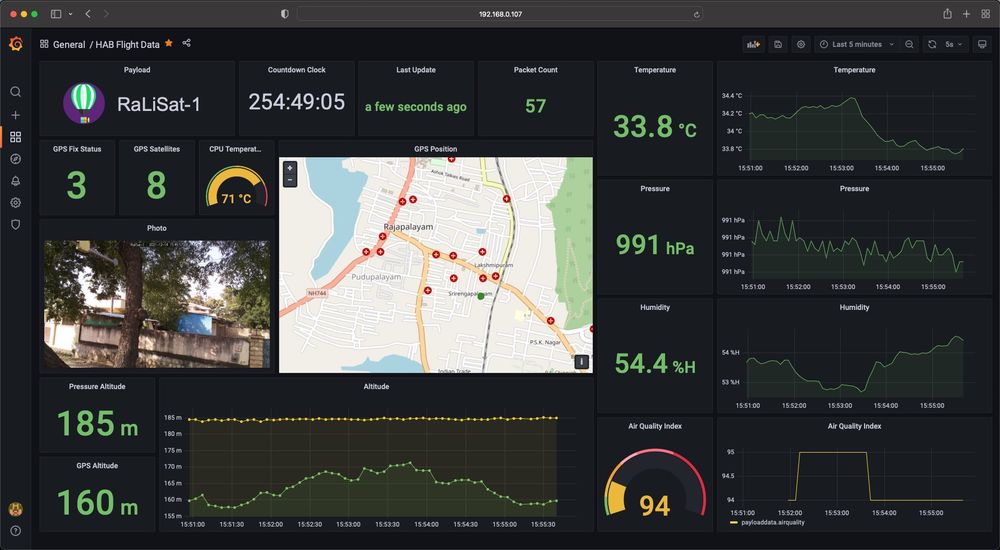 192.168.0.107
General / HAB Flight Data
Last 5 minutes
5s
Payload
RaLiSat-1
Countdown Clock
254:49:05
Last Update
a few seconds ago
Packet Count
57
Temperature
33.8 °C
Temperature
34.4 °C
34.2 °C
34 °C
33.8 °C
15:51:00 15:52:00 15:53:00 15:54:00 15:55:00
GPS Fix Status
3
GPS Satellites
8
CPU Temperat...
71 °C
GPS Position
+
−
Ashok Talkies Road
Rajapalayam
Pudupalayam
Lakshmipuram
Srirengapalayam
NH744
P.S.K. Nagar
Indian Trade
i
Pressure
991 hPa
Pressure
991 hPa
991 hPa
991 hPa
991 hPa
15:51:00 15:52:00 15:53:00 15:54:00 15:55:00
Photo
Humidity
54.4 %H
Humidity
54 %H
53 %H
15:51:00 15:52:00 15:53:00 15:54:00 15:55:00
Pressure Altitude
185 m
GPS Altitude
160 m
Altitude
185 m
180 m
175 m
170 m
165 m
160 m
155 m
15:51:00 15:51:30 15:52:00 15:52:30 15:53:00 15:53:30 15:54:00 15:54:30 15:55:00 15:55:30
Air Quality Index
94
Air Quality Index
95
94
15:51:00 15:52:00 15:53:00 15:54:00 15:55:00
payloaddata.airquality